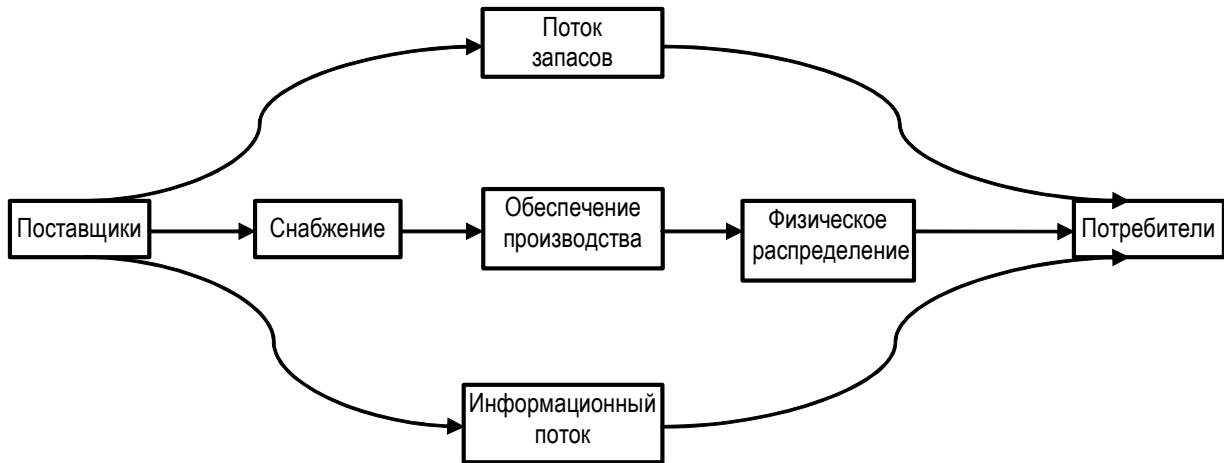 Поток
запасов
Поставщики
Снабжение
Обеспечение
производства
Физическое
распределение
Потребители
Информационный
поток